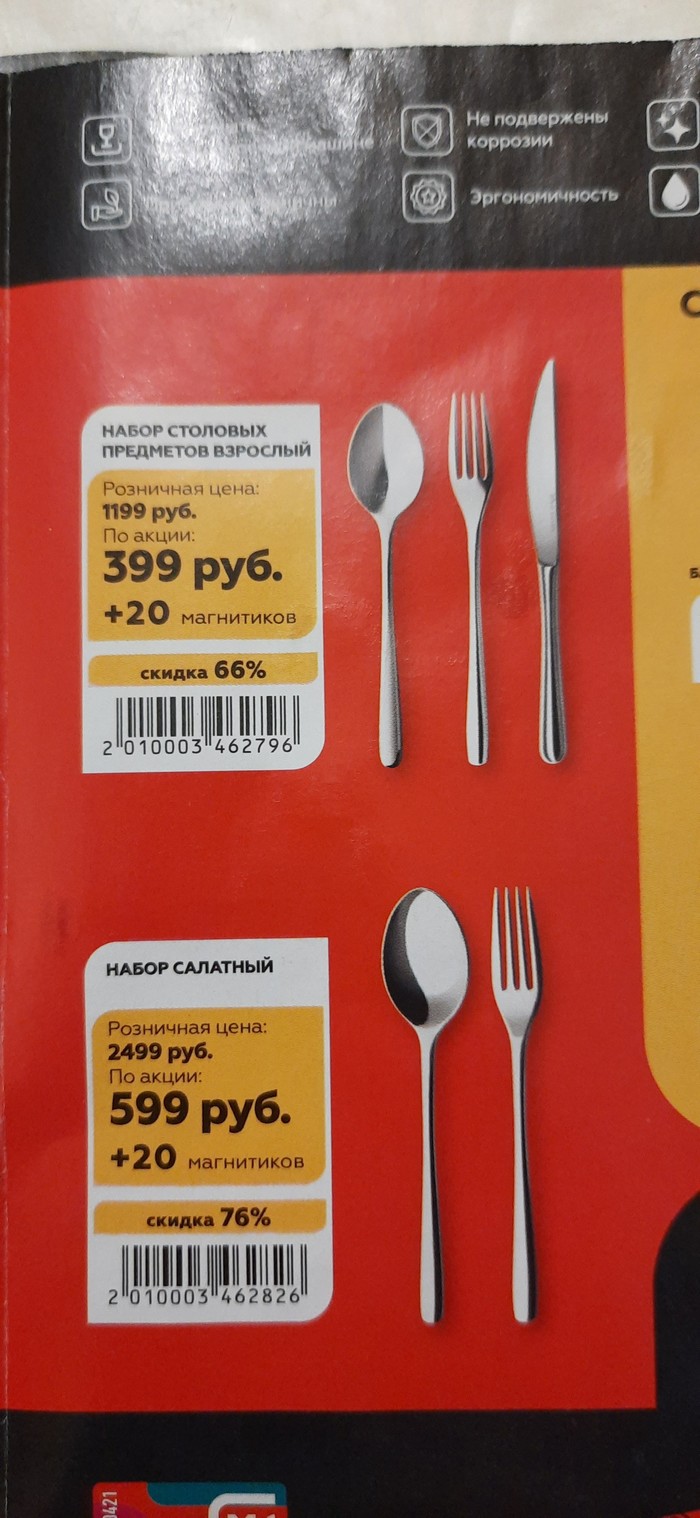 Не подвержены
коррозии
Эргономичность
НАБОР СТОЛОВЫХ
ПРЕДМЕТОВ ВЗРОСЛЫЙ
Розничная цена:
1199 руб.
По акции:
399 руб.
+20 магнитиков
скидка 66%
2 010003 462796
НАБОР САЛАТНЫЙ
Розничная цена:
2499 руб.
По акции:
599 руб.
+20 магнитиков
скидка 76%
2 010003 462826